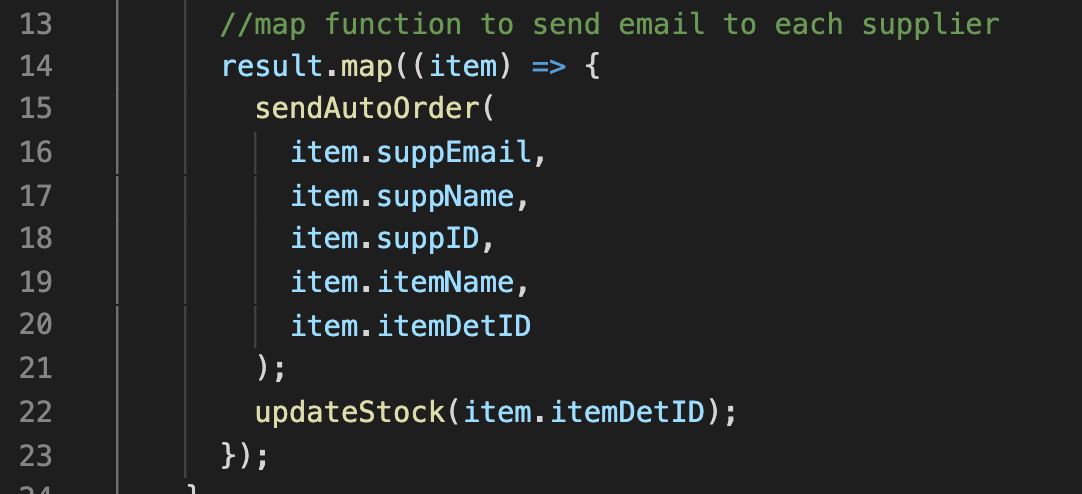 13 //map function to send email to each supplier
14 result.map((item) => {
15 sendAutoOrder(
16 item.suppEmail,
17 item.suppName,
18 item.suppID,
19 item.itemName,
20 item.itemDetID
21 );
22 updateStock(item.itemDetID);
23 });
24 }